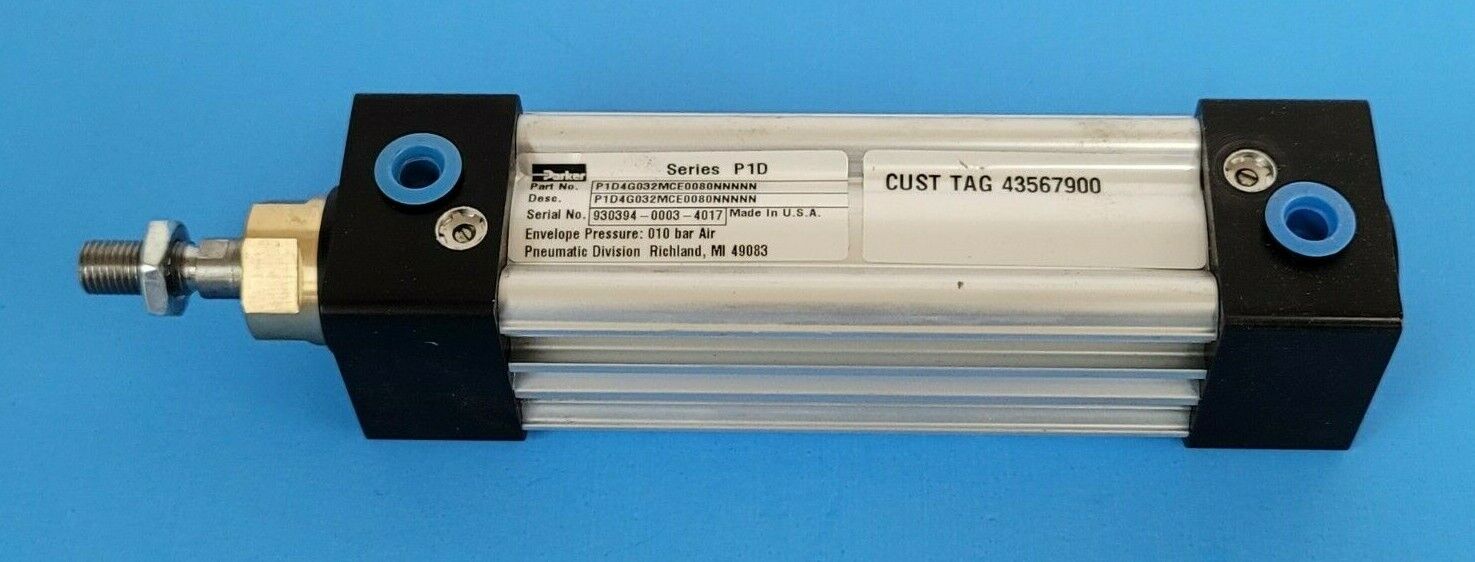 Parker
Series P1D
Part No. P1D4G032MCE0080NNNNN
Desc. P1D4G032MCE0080NNNNN
Serial No. 930394-0003-4017 Made In U.S.A.
Envelope Pressure: 010 bar Air
Pneumatic Division Richland, MI 49083
CUST TAG 43567900